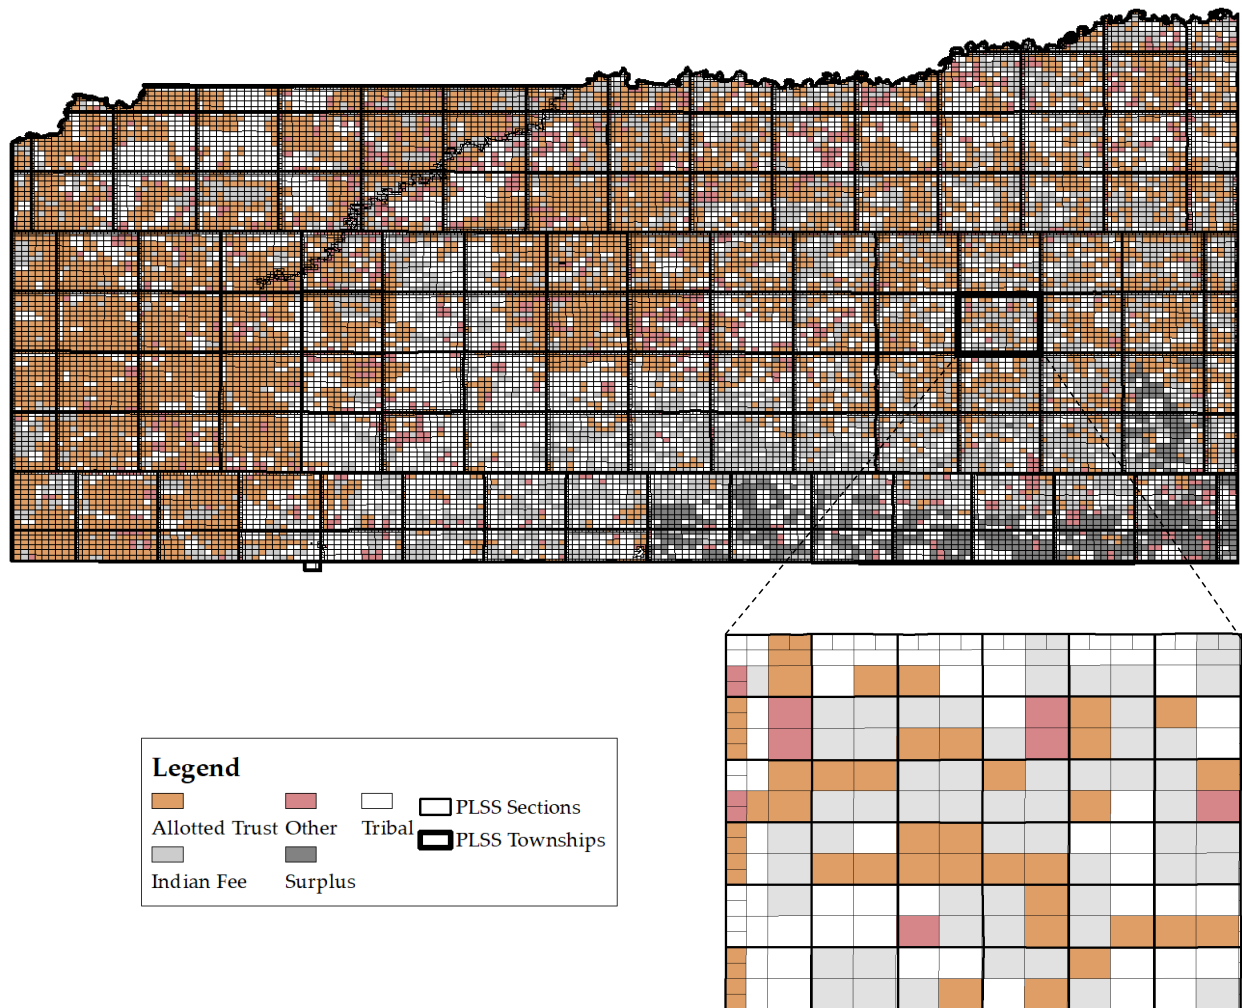 Legend
Allotted Trust Other Tribal
Indian Fee Surplus
PLSS Sections
PLSS Townships